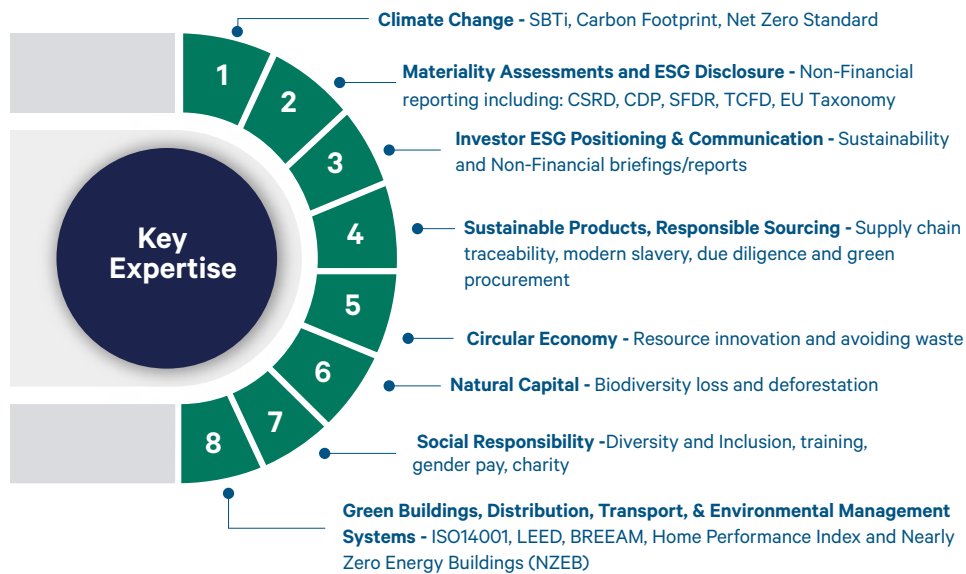 Climate Change - SBTi, Carbon Footprint, Net Zero Standard
1
Materiality Assessments and ESG Disclosure - Non-Financial
reporting including: CSRD, CDP, SFDR, TCFD, EU Taxonomy
2
Investor ESG Positioning & Communication - Sustainability
and Non-Financial briefings/reports
3
Key
Expertise
4
Sustainable Products, Responsible Sourcing - Supply chain
traceability, modern slavery, due diligence and green
procurement
5
Circular Economy - Resource innovation and avoiding waste
6
Natural Capital - Biodiversity loss and deforestation
7
Social Responsibility -Diversity and Inclusion, training,
gender pay, charity
8
Green Buildings, Distribution, Transport, & Environmental Management
Systems - ISO14001, LEED, BREEAM, Home Performance Index and Nearly
Zero Energy Buildings (NZEB)